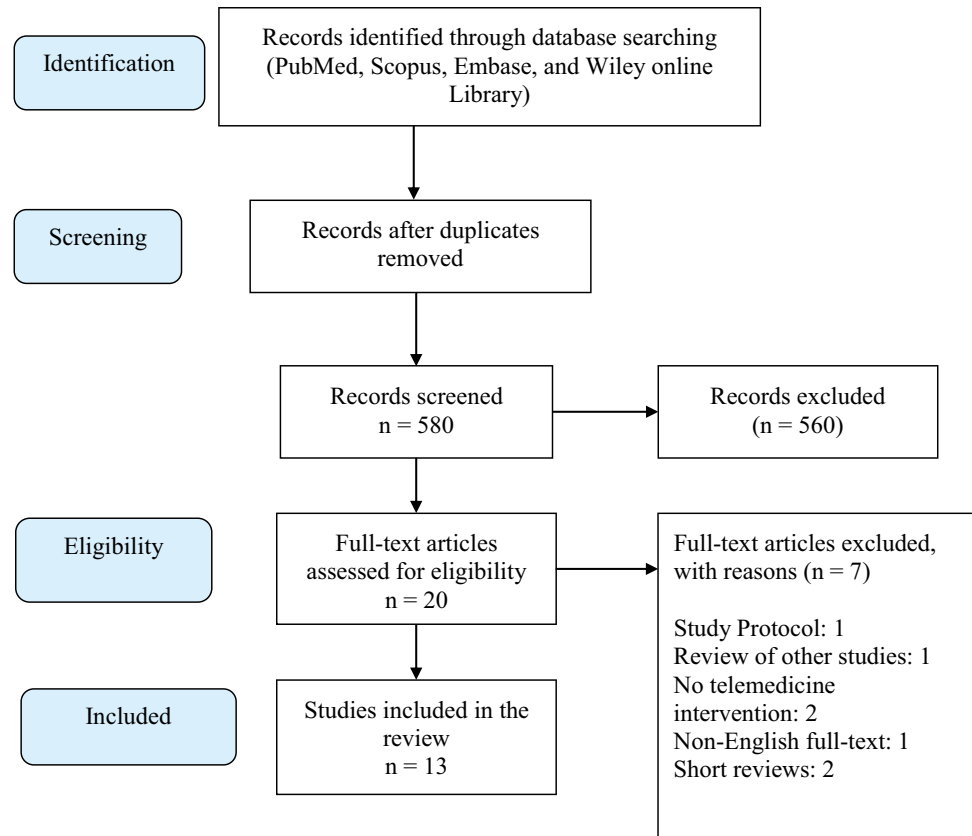 Identification
Records identified through database searching
(PubMed, Scopus, Embase, and Wiley online
Library)
Screening
Records after duplicates
removed
Records screened
n = 580
Records excluded
(n = 560)
Eligibility
Full-text articles
assessed for eligibility
n = 20
Full-text articles excluded,
with reasons (n = 7)
Study Protocol: 1
Review of other studies: 1
No telemedicine
intervention: 2
Non-English full-text: 1
Short reviews: 2
Included
Studies included in the
review
n = 13